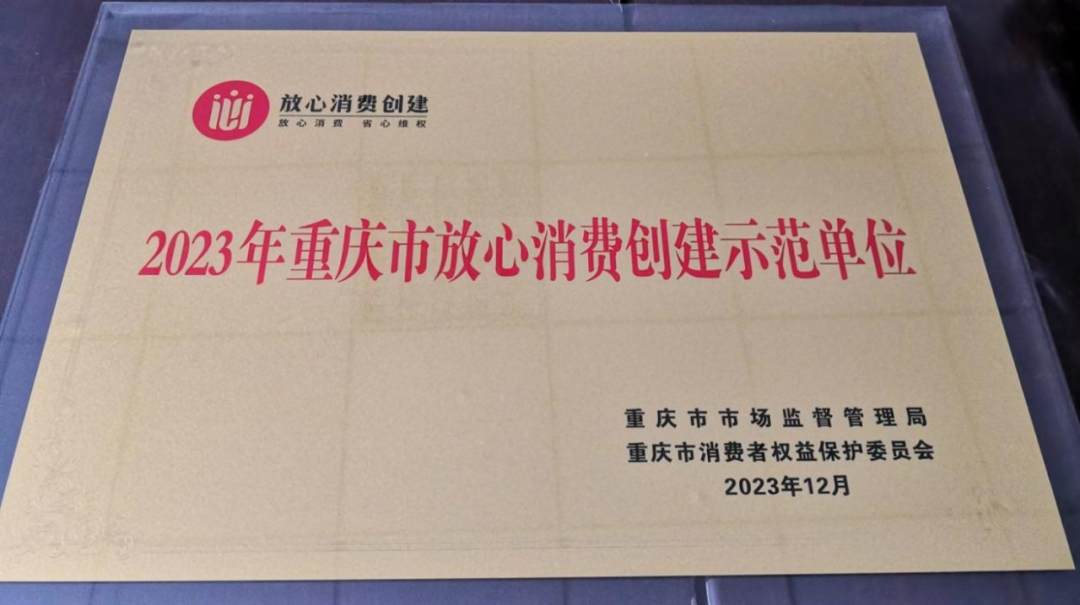 放心消费创建
放心消费 省心维权
2023年重庆市放心消费创建示范单位
重庆市市场监督管理局
重庆市消费者权益保护委员会
2023年12月